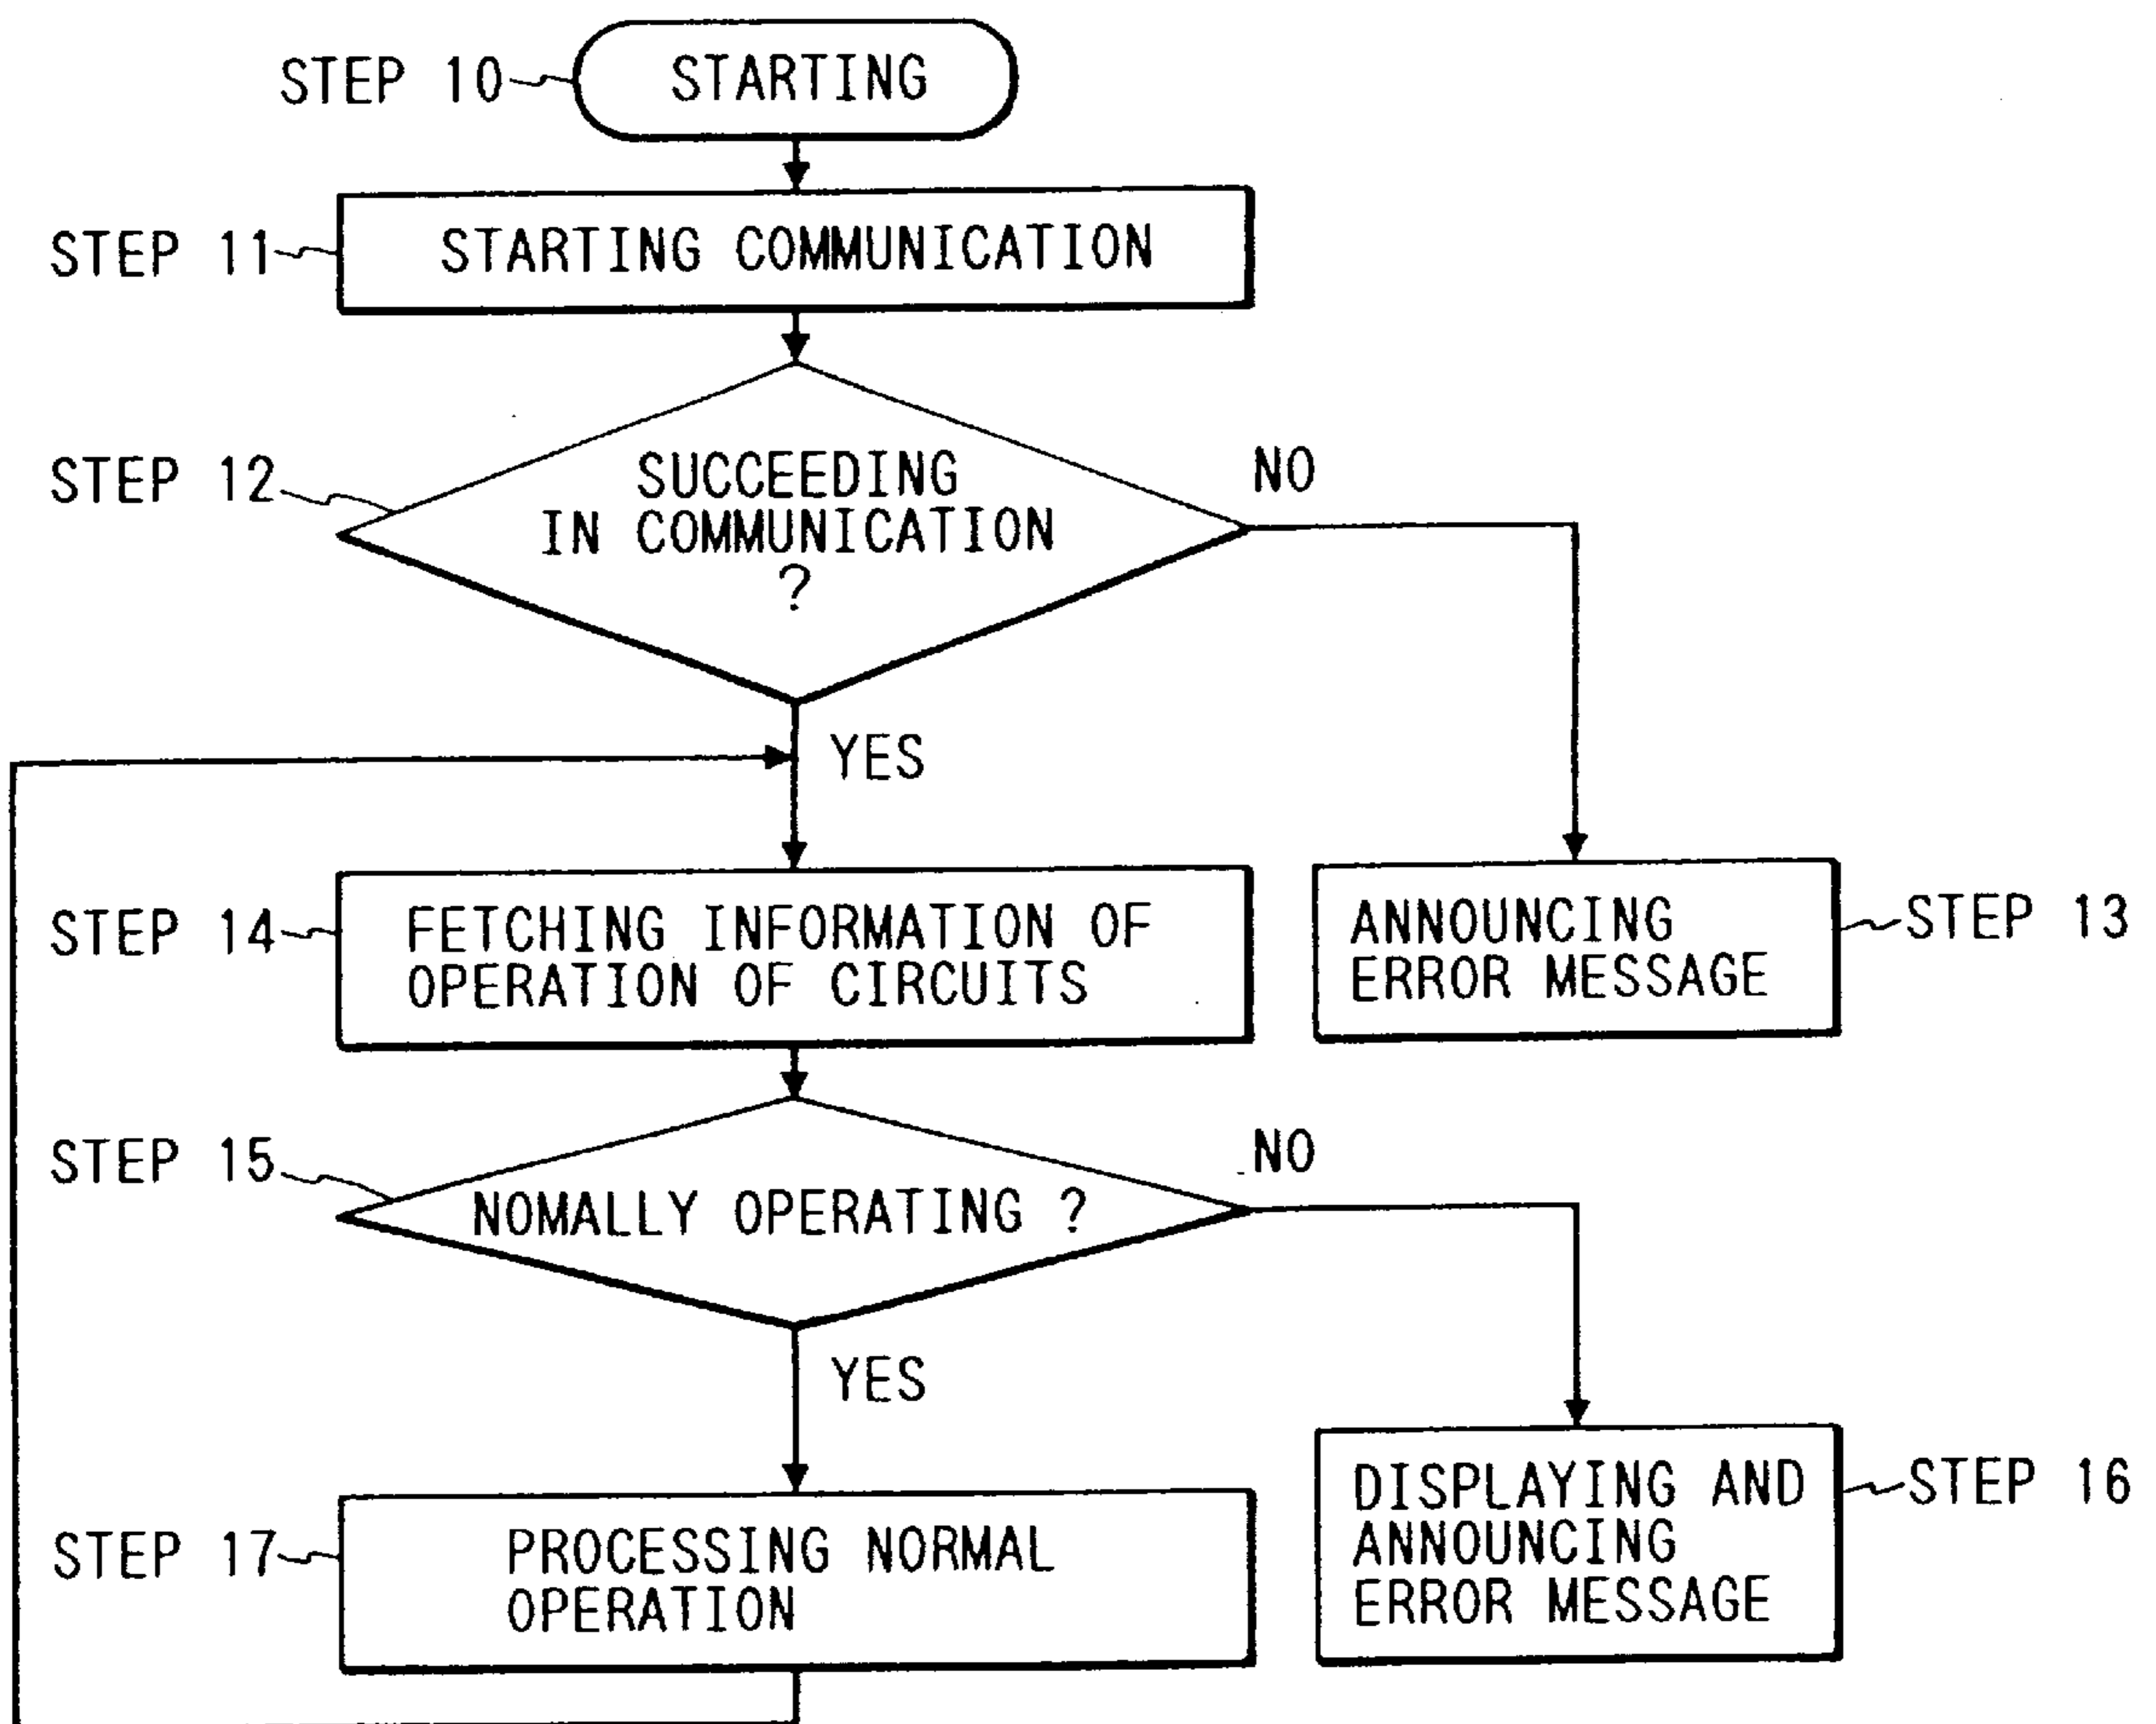 STEP 10
STARTING
STEP 11
STARTING COMMUNICATION
STEP 12
SUCCEEDING
IN COMMUNICATION
?
NO
YES
STEP 14
FETCHING INFORMATION OF
OPERATION OF CIRCUITS
ANNOUNCING
ERROR MESSAGE
STEP 13
STEP 15
NOMALLY OPERATING ?
NO
YES
STEP 17
PROCESSING NORMAL
OPERATION
DISPLAYING AND
ANNOUNCING
ERROR MESSAGE
STEP 16